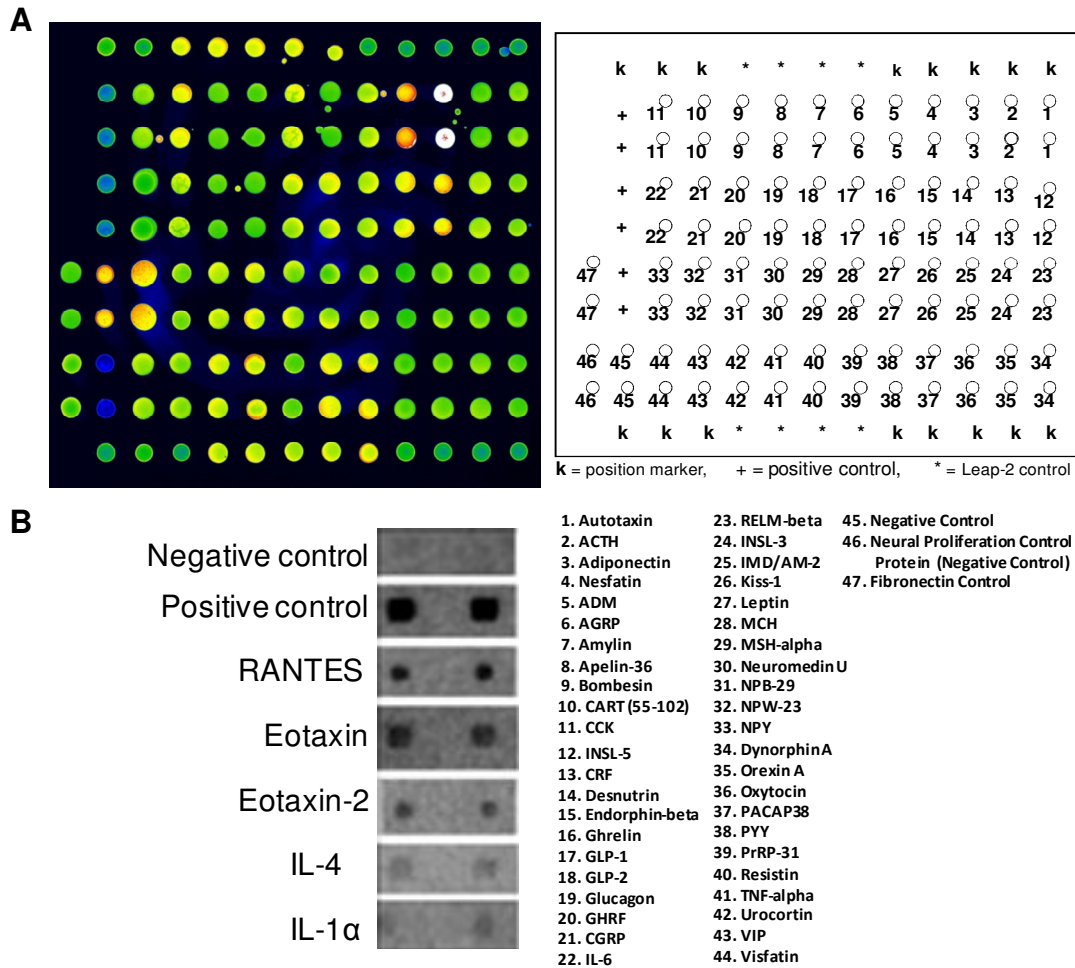 A
k k k * * * * k k k k k
+ 11 10 9 8 7 6 5 4 3 2 1
+ 11 10 9 8 7 6 5 4 3 2 1
+ 22 21 20 19 18 17 16 15 14 13 12
+ 22 21 20 19 18 17 16 15 14 13 12
47 + 33 32 31 30 29 28 27 26 25 24 23
47 + 33 32 31 30 29 28 27 26 25 24 23
46 45 44 43 42 41 40 39 38 37 36 35 34
46 45 44 43 42 41 40 39 38 37 36 35 34
k k k * * * * k k k k k
k = position marker, + = positive control, * = Leap-2 control
B
Negative control
Positive control
RANTES
Eotaxin
Eotaxin-2
IL-4
IL-1α
1. Autotaxin
2. ACTH
3. Adiponectin
4. Nesfatin
5. ADM
6. AGRP
7. Amylin
8. Apelin-36
9. Bombesin
10. CART (55-102)
11. CCK
12. INSL-5
13. CRF
14. Desnutrin
15. Endorphin-beta
16. Ghrelin
17. GLP-1
18. GLP-2
19. Glucagon
20. GHRF
21. CGRP
22. IL-6
23. RELM-beta
24. INSL-3
25. IMD/AM-2
26. Kiss-1
27. Leptin
28. MCH
29. MSH-alpha
30. Neuromedin U
31. NPB-29
32. NPW-23
33. NPY
34. Dynorphin A
35. Orexin A
36. Oxytocin
37. PACAP38
38. PYY
39. PrRP-31
40. Resistin
41. TNF-alpha
42. Urocortin
43. VIP
44. Visfatin
45. Negative Control
46. Neural Proliferation Control
Protein (Negative Control)
47. Fibronectin Control